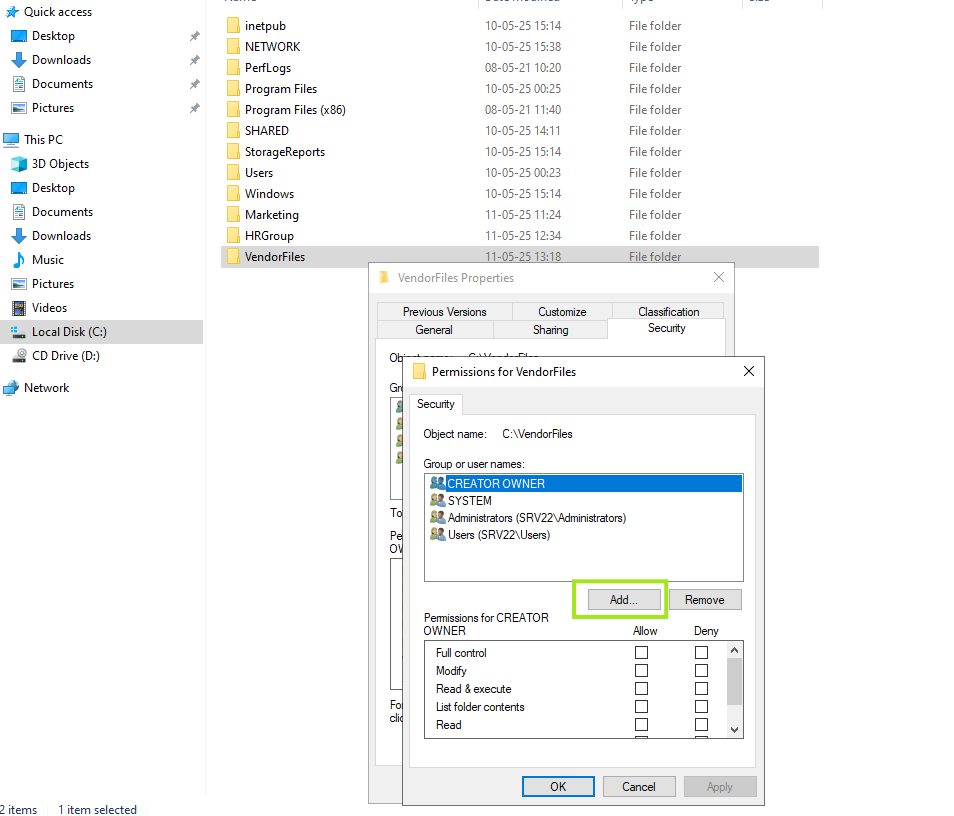 Quick access
Desktop
Downloads
Documents
Pictures
This PC
3D Objects
Desktop
Documents
Downloads
Music
Pictures
Videos
Local Disk (C:)
CD Drive (D:)
Network
inetpub 10-05-25 15:14 File folder
NETWORK 10-05-25 15:38 File folder
PerfLogs 08-05-21 10:20 File folder
Program Files 10-05-25 00:25 File folder
Program Files (x86) 08-05-21 11:40 File folder
SHARED 10-05-25 14:11 File folder
StorageReports 10-05-25 15:14 File folder
Users 10-05-25 00:23 File folder
Windows 10-05-25 15:14 File folder
Marketing 11-05-25 11:24 File folder
HRGroup 11-05-25 12:34 File folder
VendorFiles 11-05-25 13:18 File folder
VendorFiles Properties
Previous Versions Customize Classification
General Sharing Security
Permissions for VendorFiles
Security
Object name: C:\VendorFiles
Group or user names:
CREATOR OWNER
SYSTEM
Administrators (SRV22\Administrators)
Users (SRV22\Users)
Add... Remove
Permissions for CREATOR
OWNER Allow Deny
Full control
Modify
Read & execute
List folder contents
Read
OK Cancel Apply
2 items 1 item selected